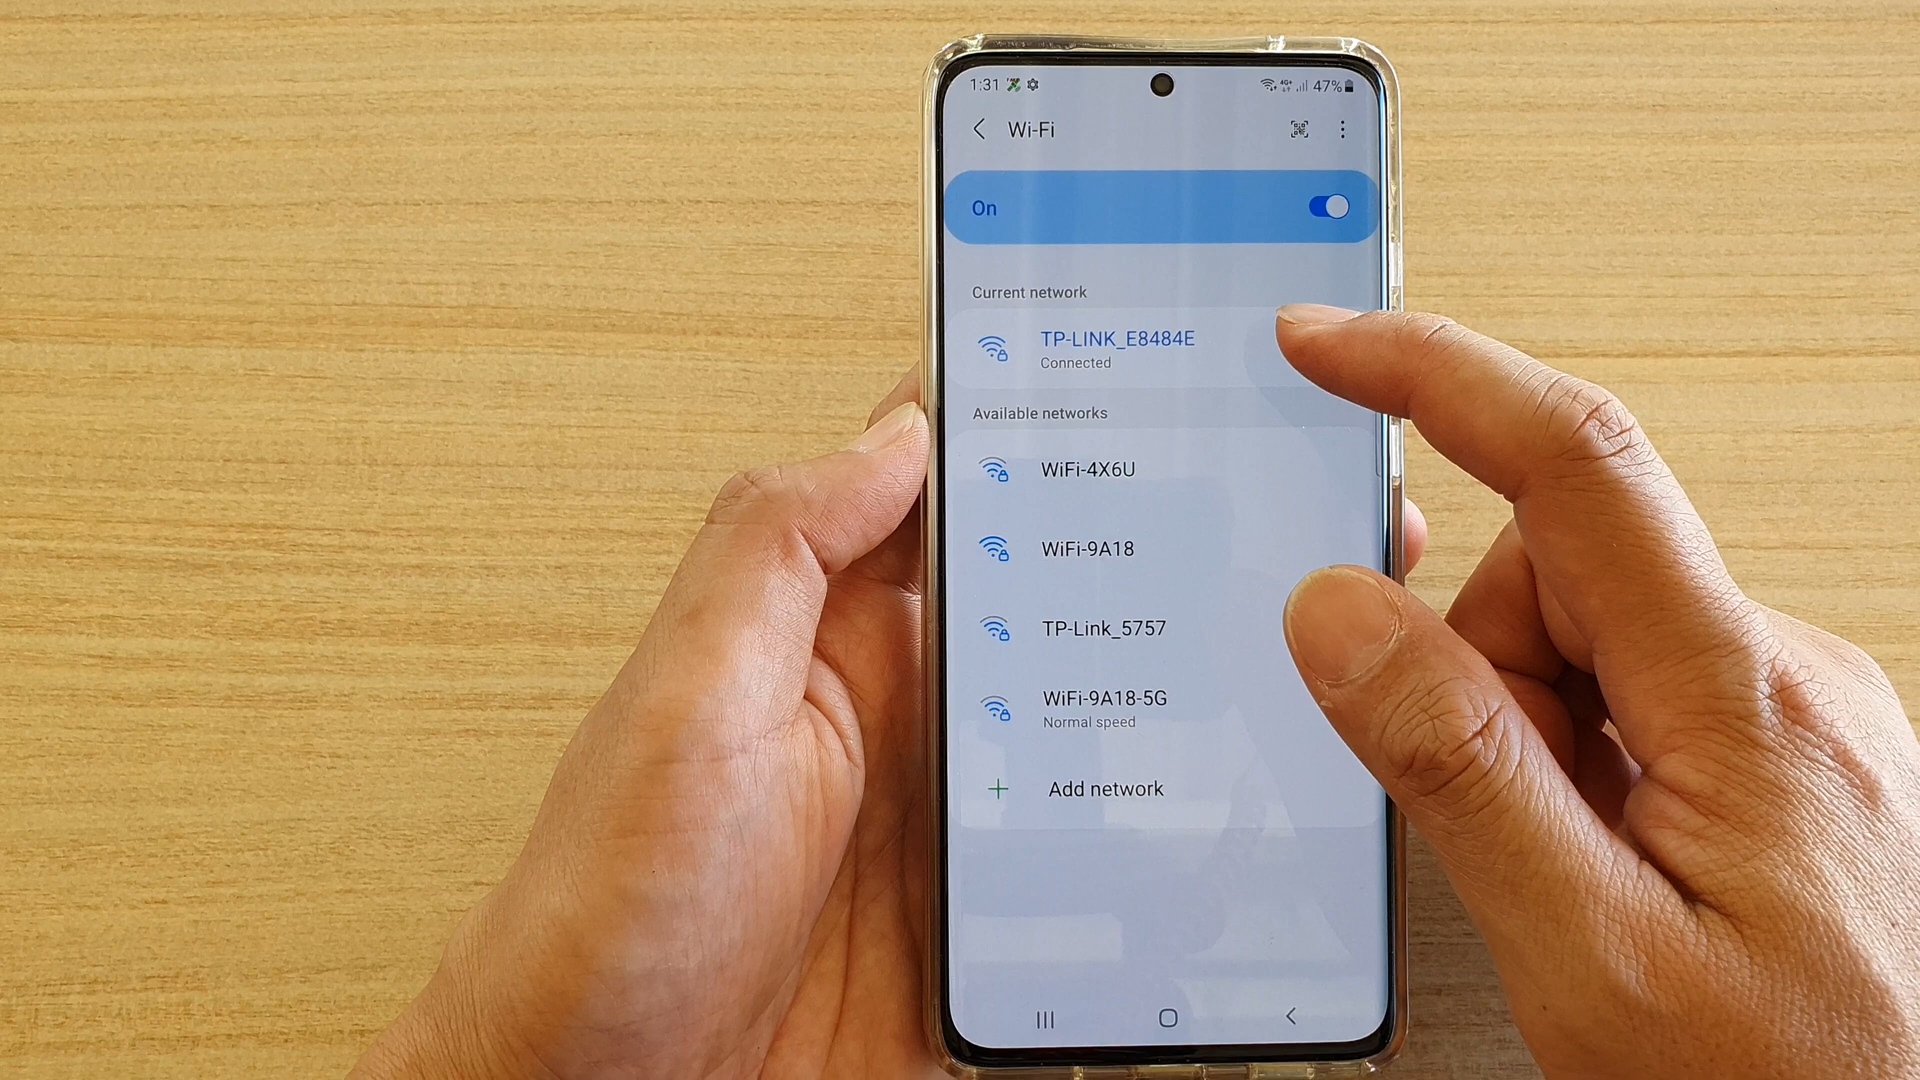 1:31 4G+ 47%
Wi-Fi
On
Current network
TP-LINK_E8484E
Connected
Available networks
WiFi-4X6U
WiFi-9A18
TP-Link_5757
WiFi-9A18-5G
Normal speed
Add network